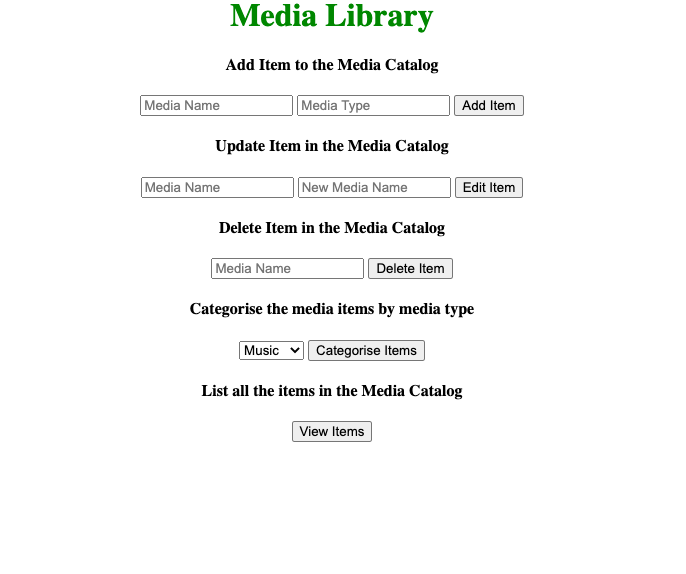 Media Library
Add Item to the Media Catalog
Media Name Media Type Add Item
Update Item in the Media Catalog
Media Name New Media Name Edit Item
Delete Item in the Media Catalog
Media Name Delete Item
Categorise the media items by media type
Music Categorise Items
List all the items in the Media Catalog
View Items